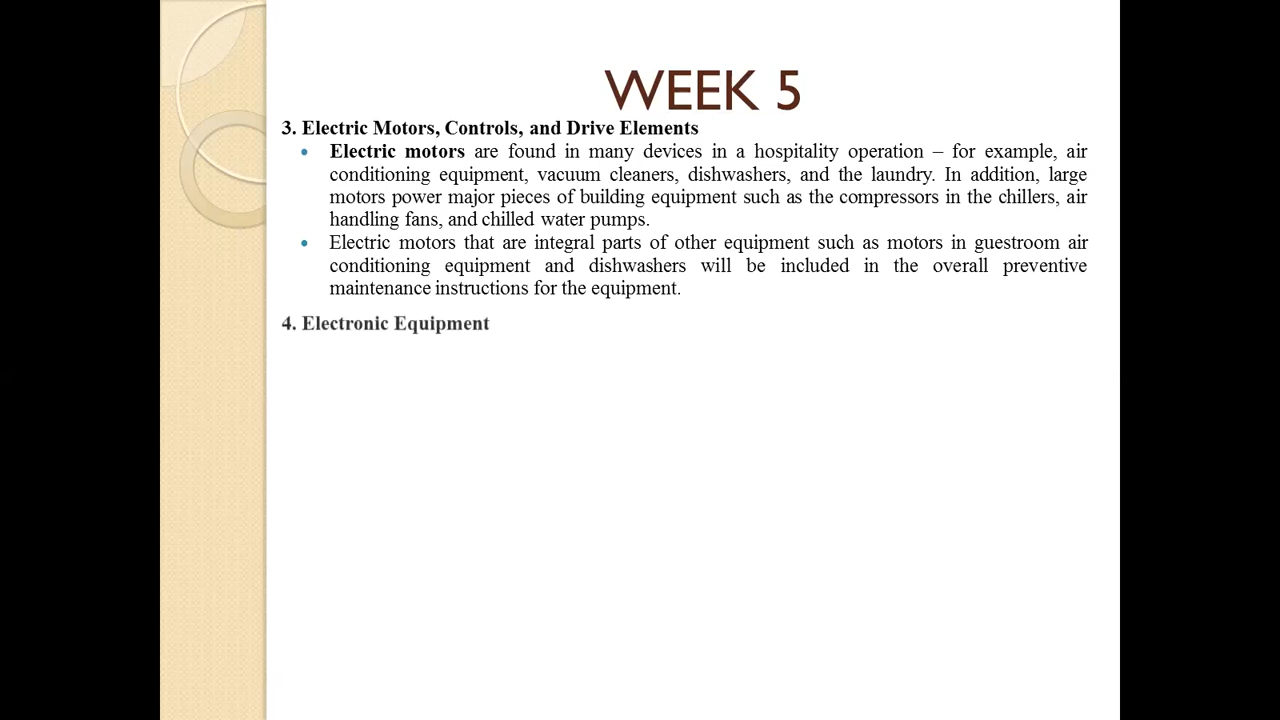 WEEK 5
3. Electric Motors, Controls, and Drive Elements
• Electric motors are found in many devices in a hospitality operation – for example, air
conditioning equipment, vacuum cleaners, dishwashers, and the laundry. In addition, large
motors power major pieces of building equipment such as the compressors in the chillers, air
handling fans, and chilled water pumps.
• Electric motors that are integral parts of other equipment such as motors in guestroom air
conditioning equipment and dishwashers will be included in the overall preventive
maintenance instructions for the equipment.
4. Electronic Equipment